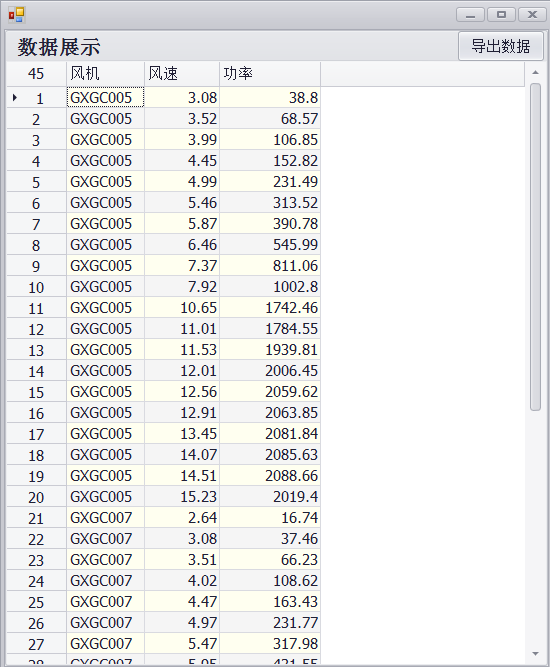 数据展示 导出数据
45 风机 风速 功率
1 GXGC005 3.08 38.8
2 GXGC005 3.52 68.57
3 GXGC005 3.99 106.85
4 GXGC005 4.45 152.82
5 GXGC005 4.99 231.49
6 GXGC005 5.46 313.52
7 GXGC005 5.87 390.78
8 GXGC005 6.46 545.99
9 GXGC005 7.37 811.06
10 GXGC005 7.92 1002.8
11 GXGC005 10.65 1742.46
12 GXGC005 11.01 1784.55
13 GXGC005 11.53 1939.81
14 GXGC005 12.01 2006.45
15 GXGC005 12.56 2059.62
16 GXGC005 12.91 2063.85
17 GXGC005 13.45 2081.84
18 GXGC005 14.07 2085.63
19 GXGC005 14.51 2088.66
20 GXGC005 15.23 2019.4
21 GXGC007 2.64 16.74
22 GXGC007 3.08 37.46
23 GXGC007 3.51 66.23
24 GXGC007 4.02 108.62
25 GXGC007 4.47 163.43
26 GXGC007 4.97 231.77
27 GXGC007 5.47 317.98
28 GXGC007